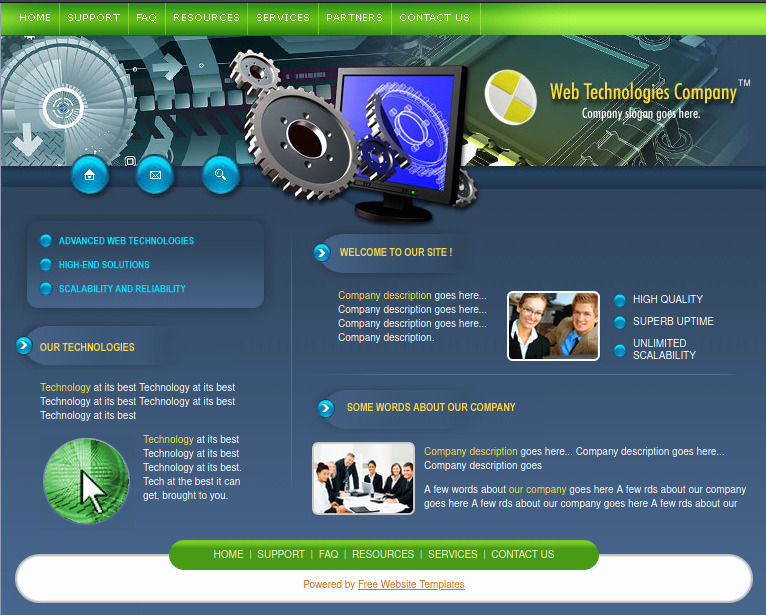 HOME SUPPORT FAQ RESOURCES SERVICES PARTNERS CONTACT US
Web Technologies Company™
Company slogan goes here.
ADVANCED WEB TECHNOLOGIES
HIGH-END SOLUTIONS
SCALABILITY AND RELIABILITY
OUR TECHNOLOGIES
Technology at its best Technology at its best
Technology at its best Technology at its best
Technology at its best
Technology at its best
Technology at its best
Technology at its best.
Tech at the best it can
get, brought to you.
WELCOME TO OUR SITE !
Company description goes here...
Company description goes here...
Company description goes here...
Company description.
HIGH QUALITY
SUPERB UPTIME
UNLIMITED
SCALABILITY
SOME WORDS ABOUT OUR COMPANY
Company description goes here... Company description goes here...
Company description goes
A few words about our company goes here A few rds about our company
goes here A few rds about our company goes here A few rds about our
HOME | SUPPORT | FAQ | RESOURCES | SERVICES | CONTACT US
Powered by Free Website Templates